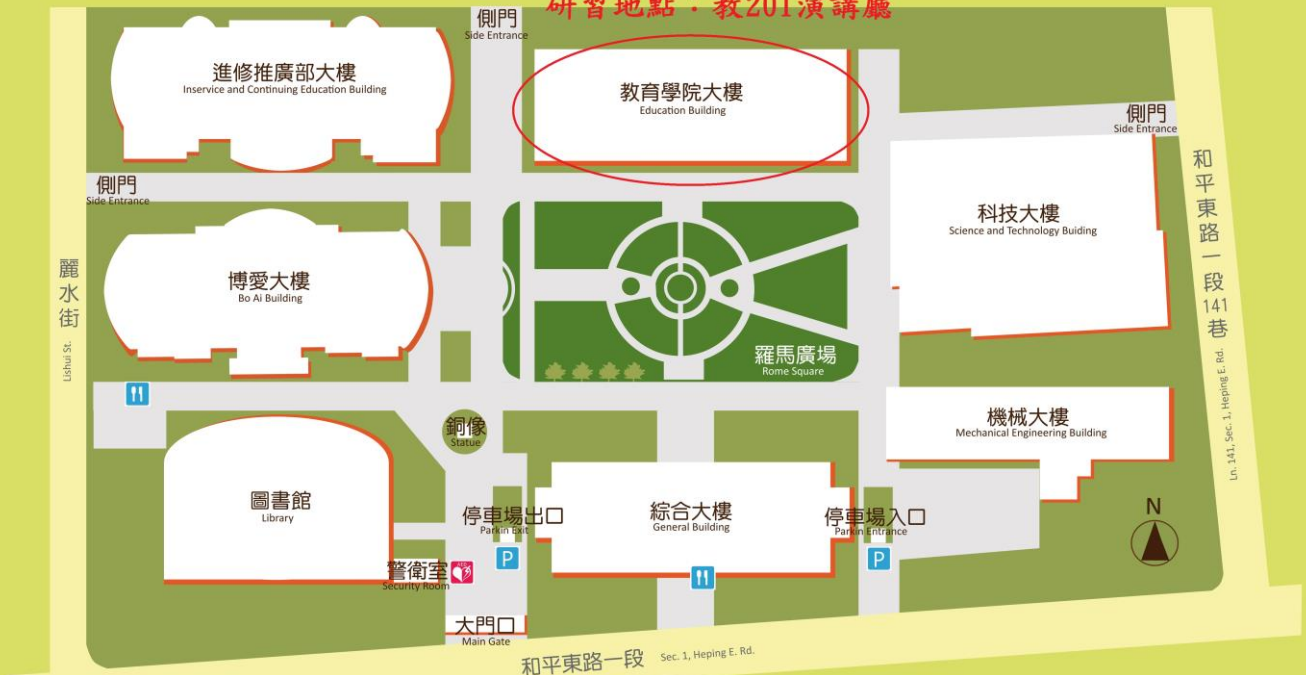 研習地點：教201演講廳
側門
Side Entrance
進修推廣部大樓
Inservice and Continuing Education Building
教育學院大樓
Education Building
側門
Side Entrance
側門
Side Entrance
科技大樓
Science and Technology Buiding
博愛大樓
Bo Ai Building
羅馬廣場
Rome Square
麗水街
Lishui St.
和平東路一段141巷
Ln. 141, Sec. 1, Heping E. Rd.
銅像
Statue
機械大樓
Mechanical Engineering Building
圖書館
Library
停車場出口
Parkin Exit
P
綜合大樓
General Building
停車場入口
Parkin Entrance
P
N
警衛室
Security Room
大門口
Main Gate
和平東路一段
Sec. 1, Heping E. Rd.